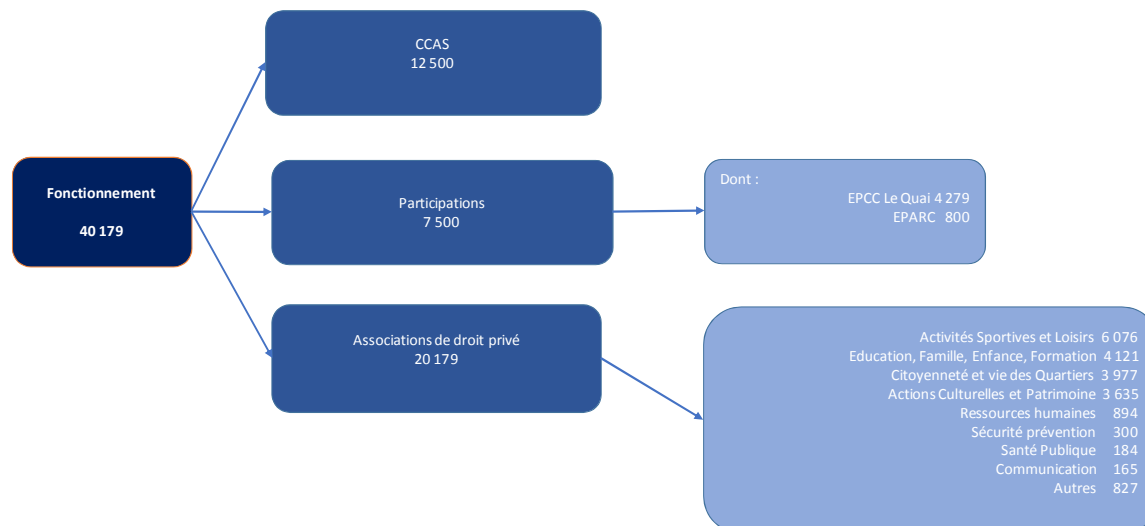 CCAS
12 500
Fonctionnement
40 179
Participations
7 500
Dont :
EPCC Le Quai 4 279
EPARC 800
Associations de droit privé
20 179
Activités Sportives et Loisirs 6 076
Education, Famille, Enfance, Formation 4 121
Citoyenneté et vie des Quartiers 3 977
Actions Culturelles et Patrimoine 3 635
Ressources humaines 894
Sécurité prévention 300
Santé Publique 184
Communication 165
Autres 827